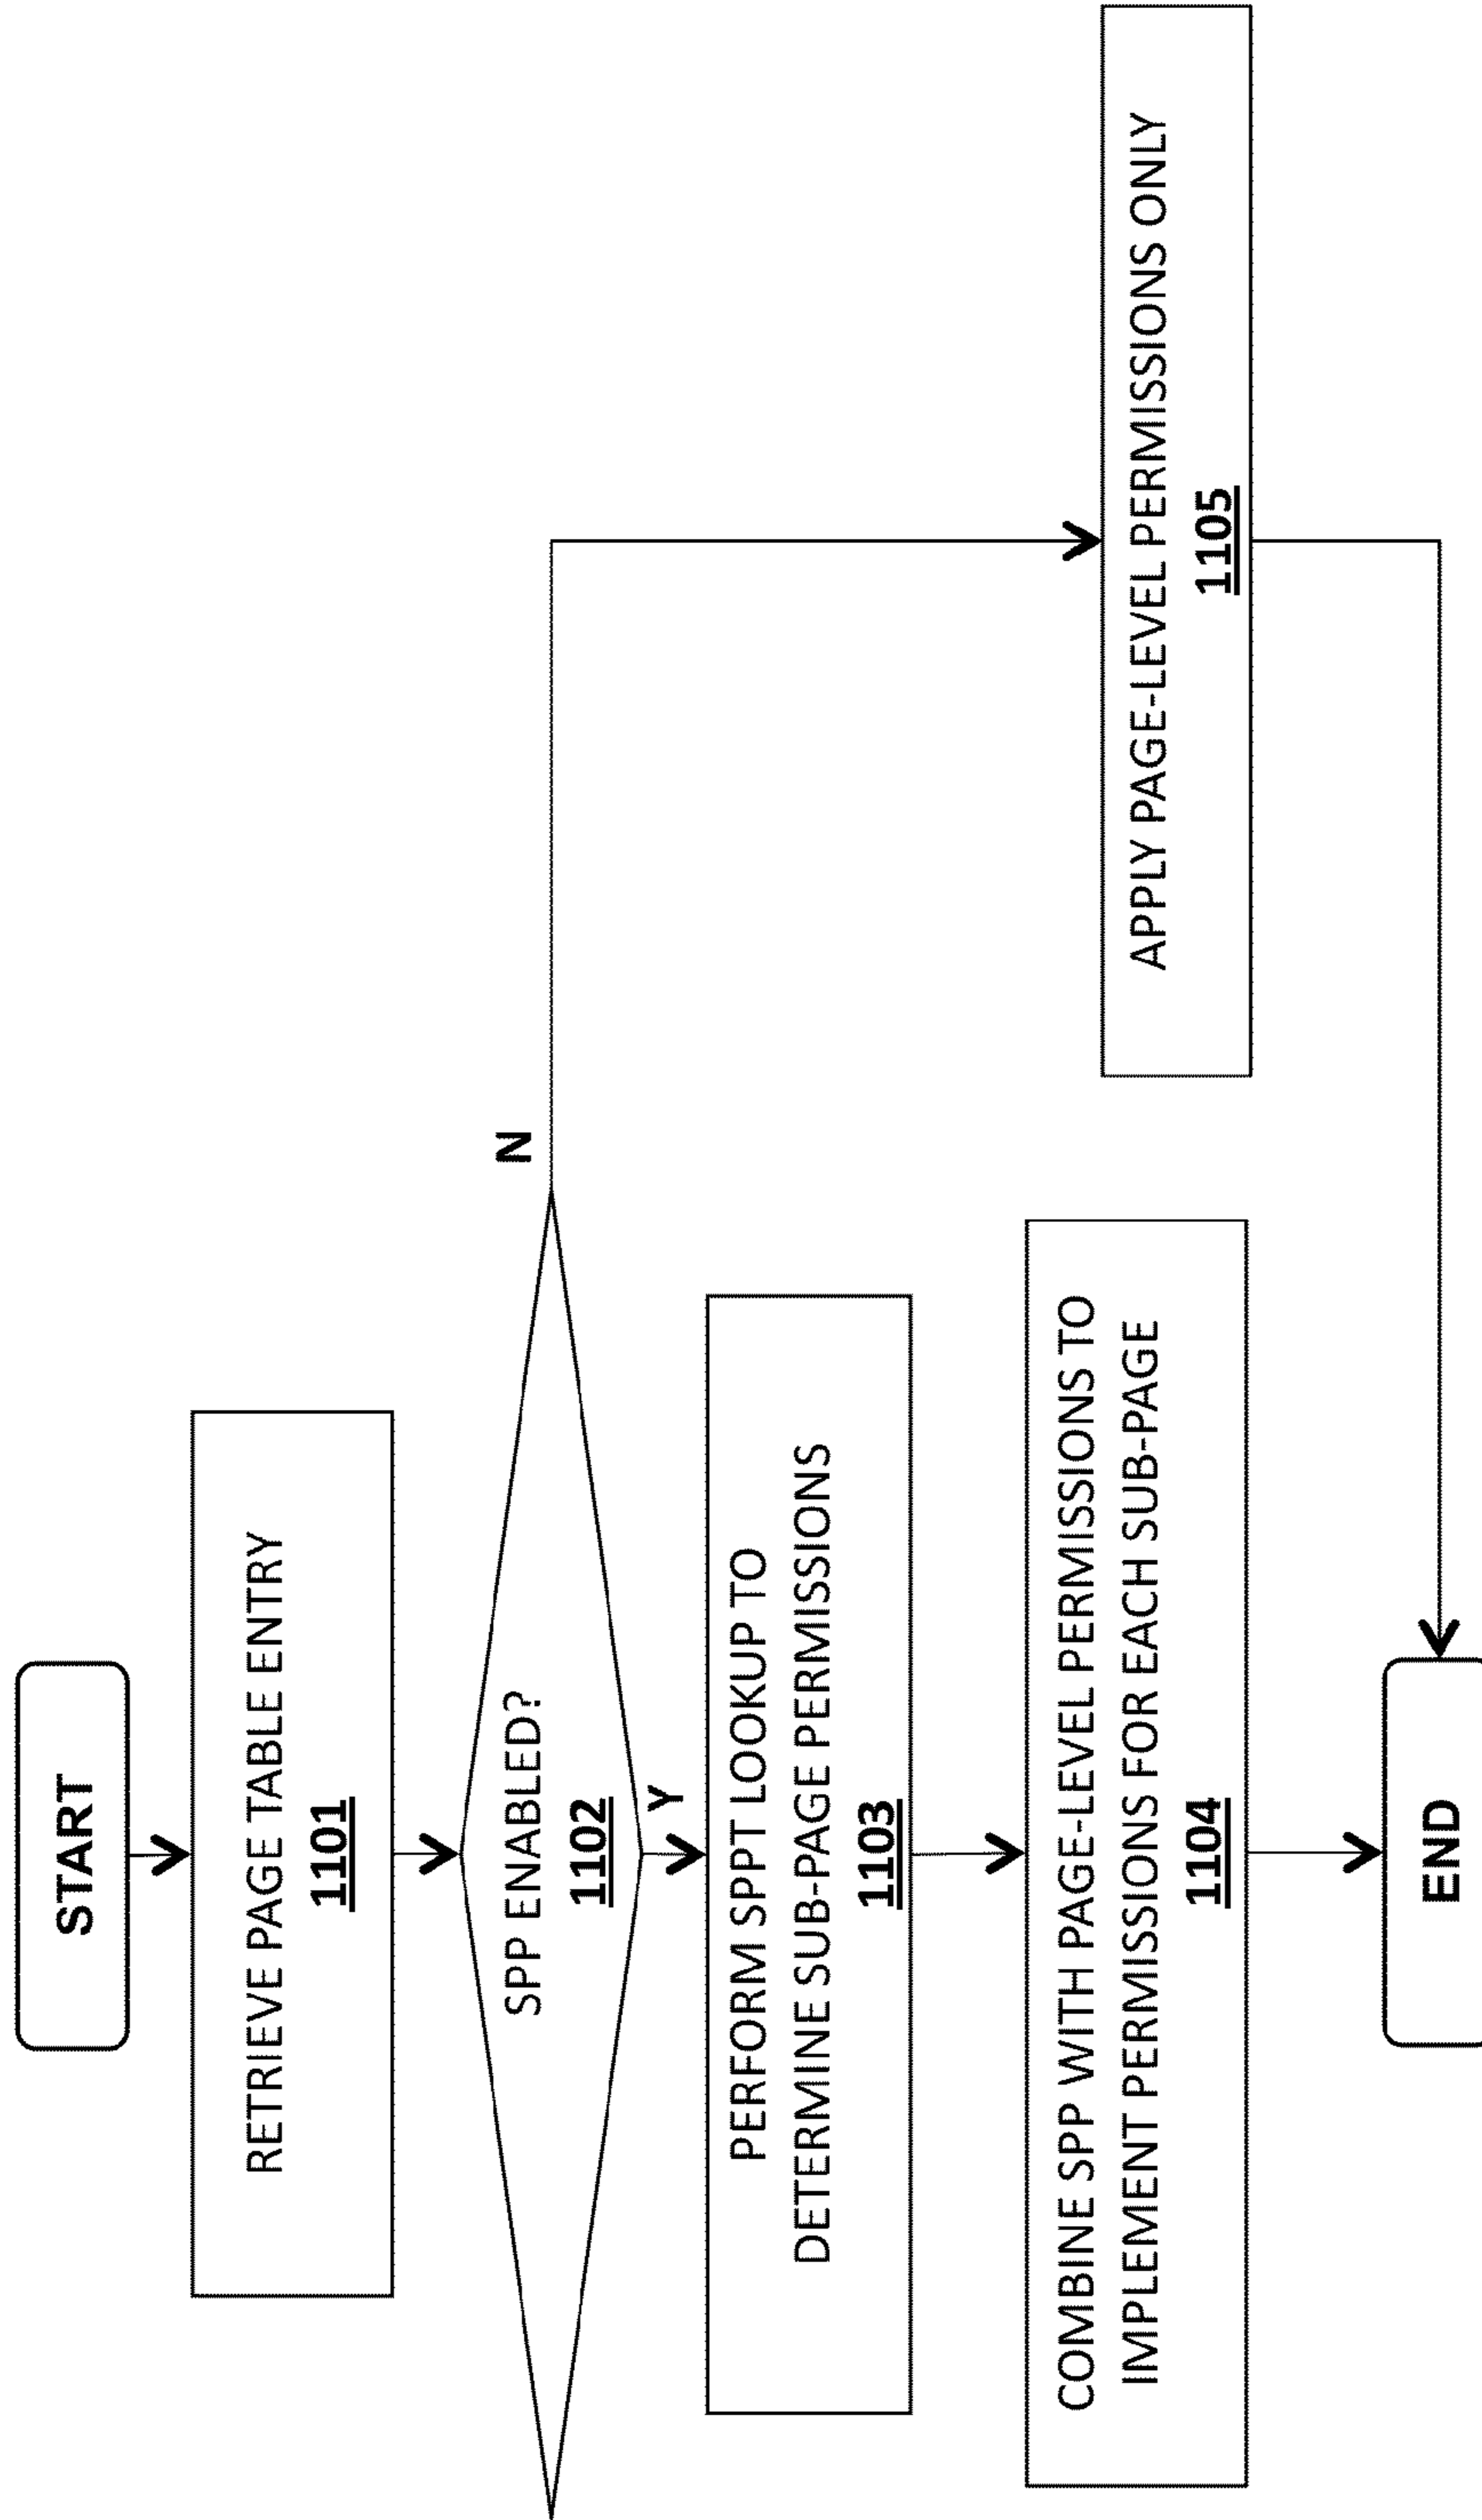 START
RETRIEVE PAGE TABLE ENTRY
1101
SPP ENABLED?
1102
N
Y
PERFORM SPPT LOOKUP TO
DETERMINE SUB-PAGE PERMISSIONS
1103
COMBINE SPP WITH PAGE-LEVEL PERMISSIONS TO
IMPLEMENT PERMISSIONS FOR EACH SUB-PAGE
1104
APPLY PAGE-LEVEL PERMISSIONS ONLY
1105
END